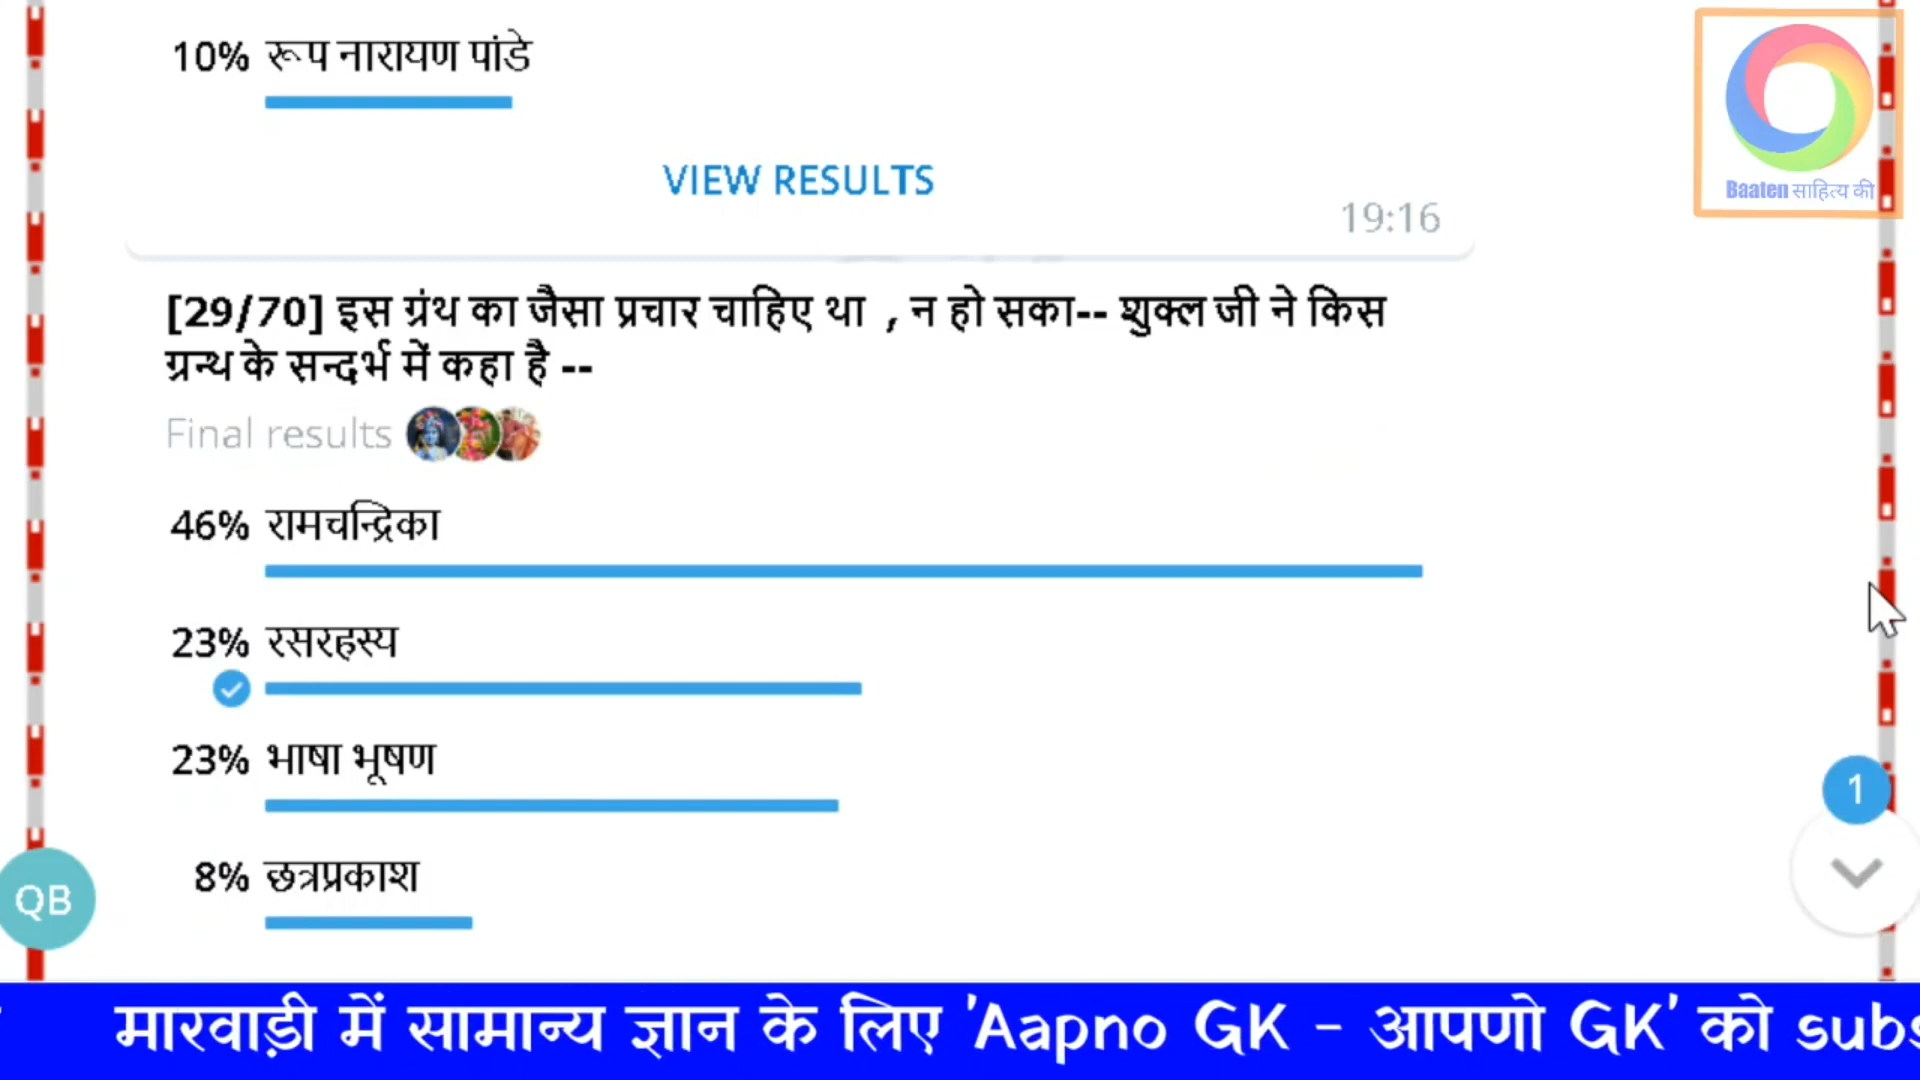 10% रूप नारायण पांडे
VIEW RESULTS
19:16
Baaten साहित्य की
[29/70] इस ग्रंथ का जैसा प्रचार चाहिए था , न हो सका-- शुक्ल जी ने किस
ग्रन्थ के सन्दर्भ में कहा है --
Final results
46% रामचन्द्रिका
23% रसरहस्य
23% भाषा भूषण
1
8% छत्रप्रकाश
QB
मारवाड़ी में सामान्य ज्ञान के लिए 'Aapno GK - आपणो GK' को subs